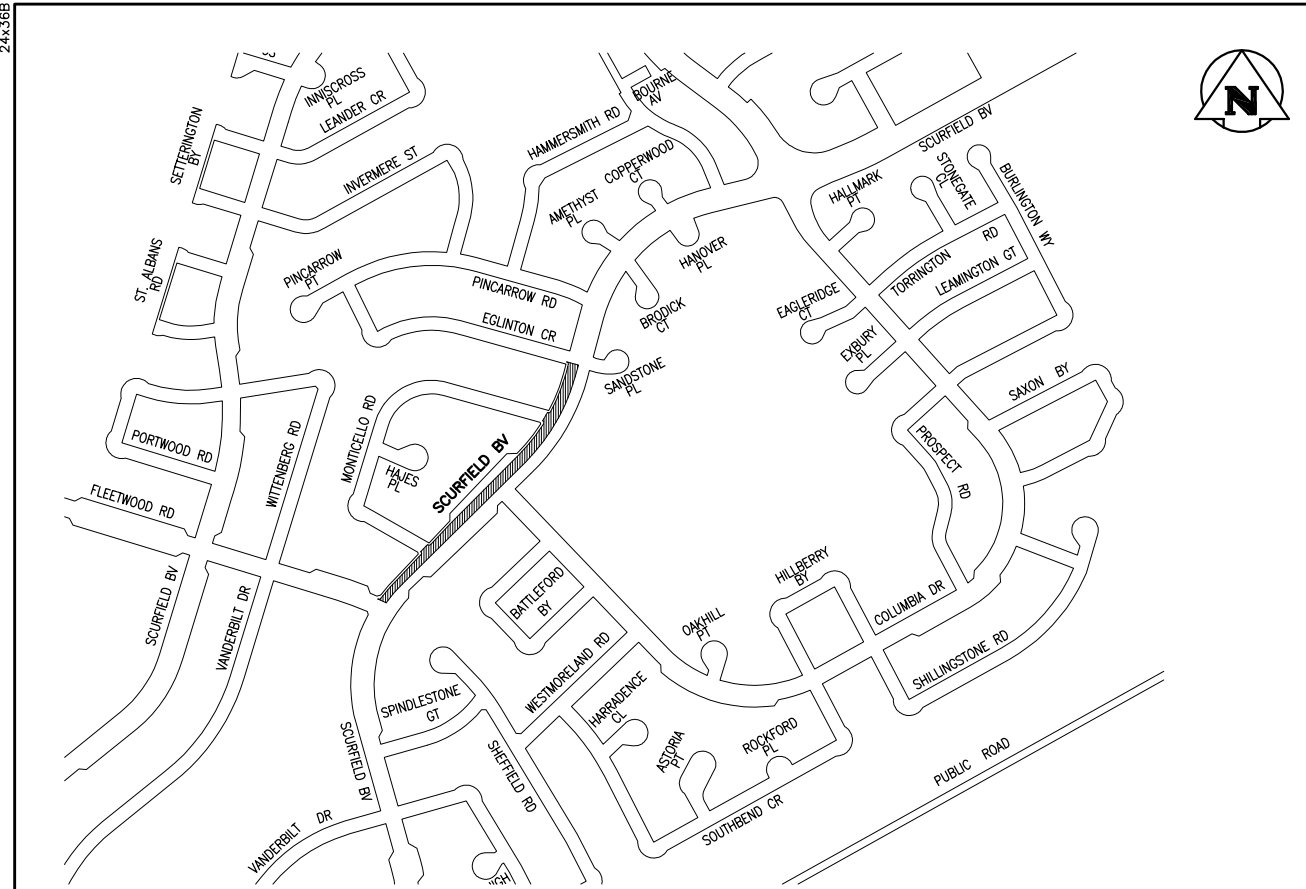 24x36B
INNISCROSS
PL
LEANDER CR
SETTERINGTON
BY
INVERMERE ST
HAMMERSMITH RD
BOURNE
AV
COPPERWOOD
CT
AMETHYST
PL
SCURFIELD BV
STONEGATE
CL
HALLMARK
PT
BURLINGTON WY
N
ST. ALBANS
RD
PINCARROW
PT
PINCARROW RD
HANOVER
PL
BRODICK
CT
TORRINGTON RD
LEAMINGTON GT
EAGLERIDGE
CT
EXBURY
PL
EGLINTON CR
SANDSTONE
PL
SAXON BY
PORTWOOD RD
WITTENBERG RD
MONTICELLO RD
HAJES
PL
SCURFIELD BV
PROSPECT RD
FLEETWOOD RD
SCURFIELD BV
VANDERBILT DR
BATTLEFORD
BY
HILLBERRY
BY
COLUMBIA DR
OAKHILL
PT
SHILLINGSTONE RD
WESTMORELAND RD
SPINDLESTONE
GT
HARRADENCE
CL
SCURFIELD BV
SHEFFIELD RD
ASTORIA
PT
ROCKFORD
PL
PUBLIC ROAD
SOUTHBEND CR
VANDERBILT DR